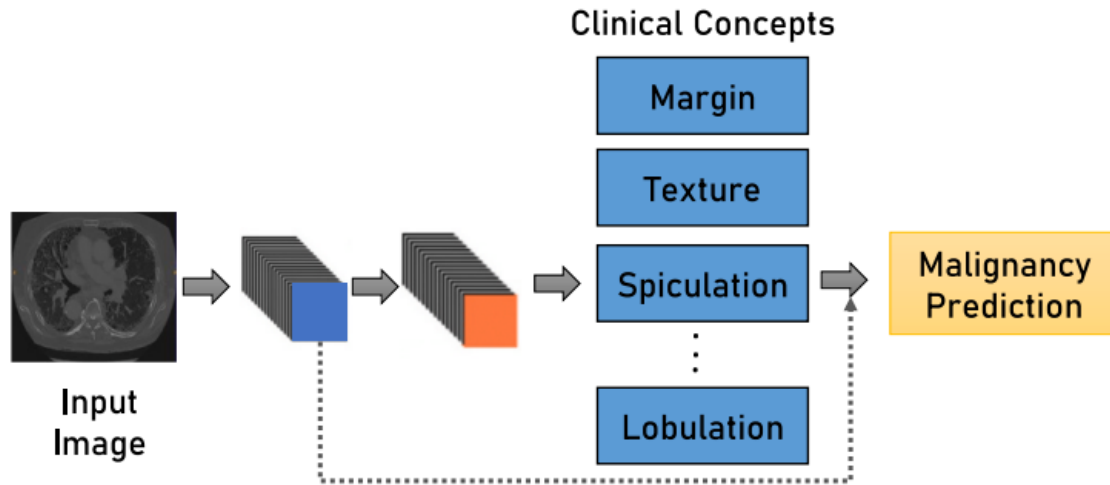 Clinical Concepts
Margin
Texture
Spiculation
Lobulation
Input
Image
Malignancy
Prediction